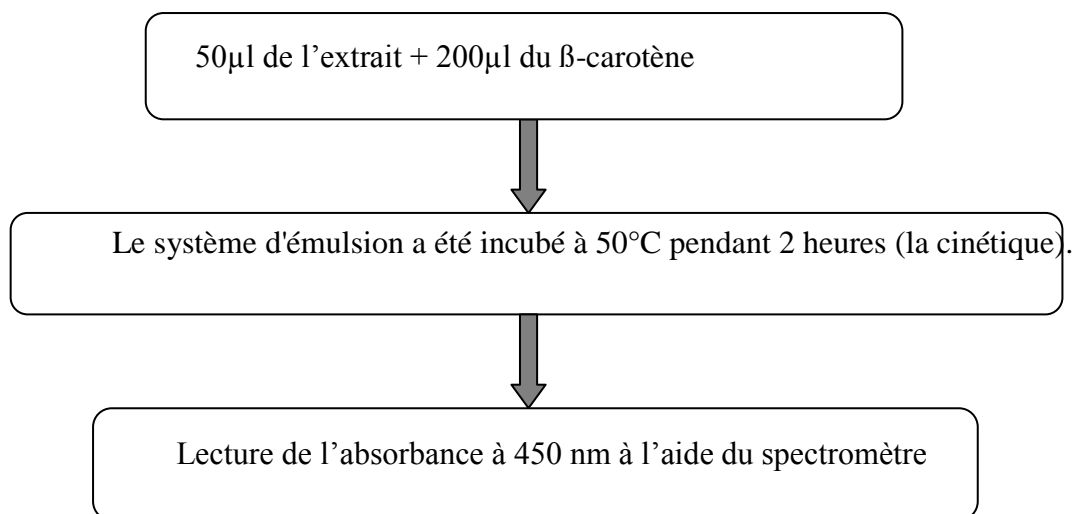 50µl de l’extrait + 200µl du ß-carotène
Le système d'émulsion a été incubé à 50°C pendant 2 heures (la cinétique).
Lecture de l’absorbance à 450 nm à l’aide du spectromètre